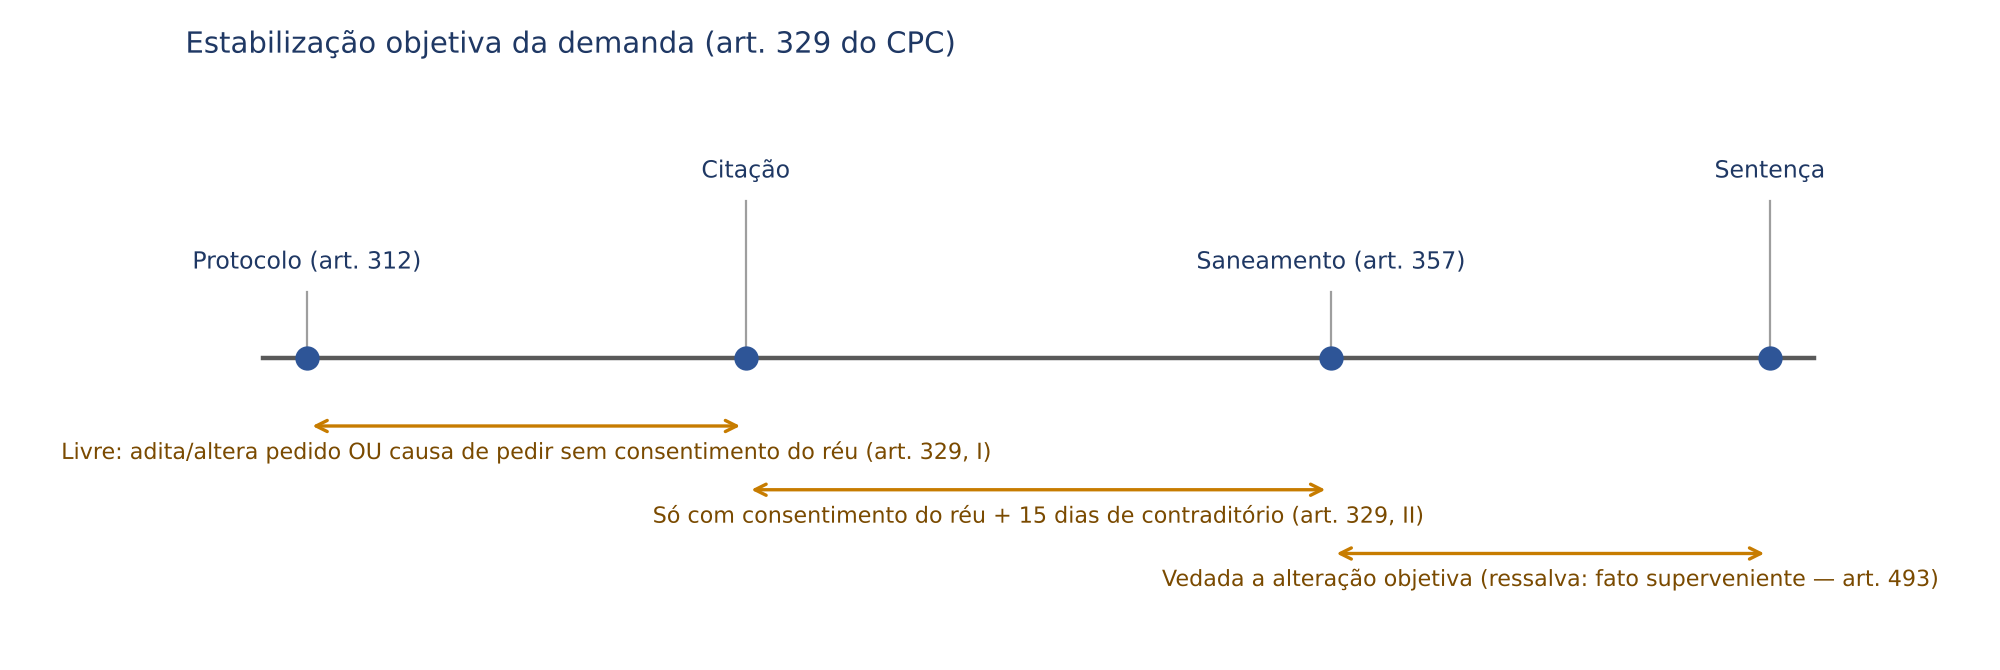 Estabilização objetiva da demanda (art. 329 do CPC)
Citação
Sentença
Protocolo (art. 312)
Saneamento (art. 357)
Livre: adita/altera pedido OU causa de pedir sem consentimento do réu (art. 329, I)
Só com consentimento do réu + 15 dias de contraditório (art. 329, II)
Vedada a alteração objetiva (ressalva: fato superveniente — art. 493)